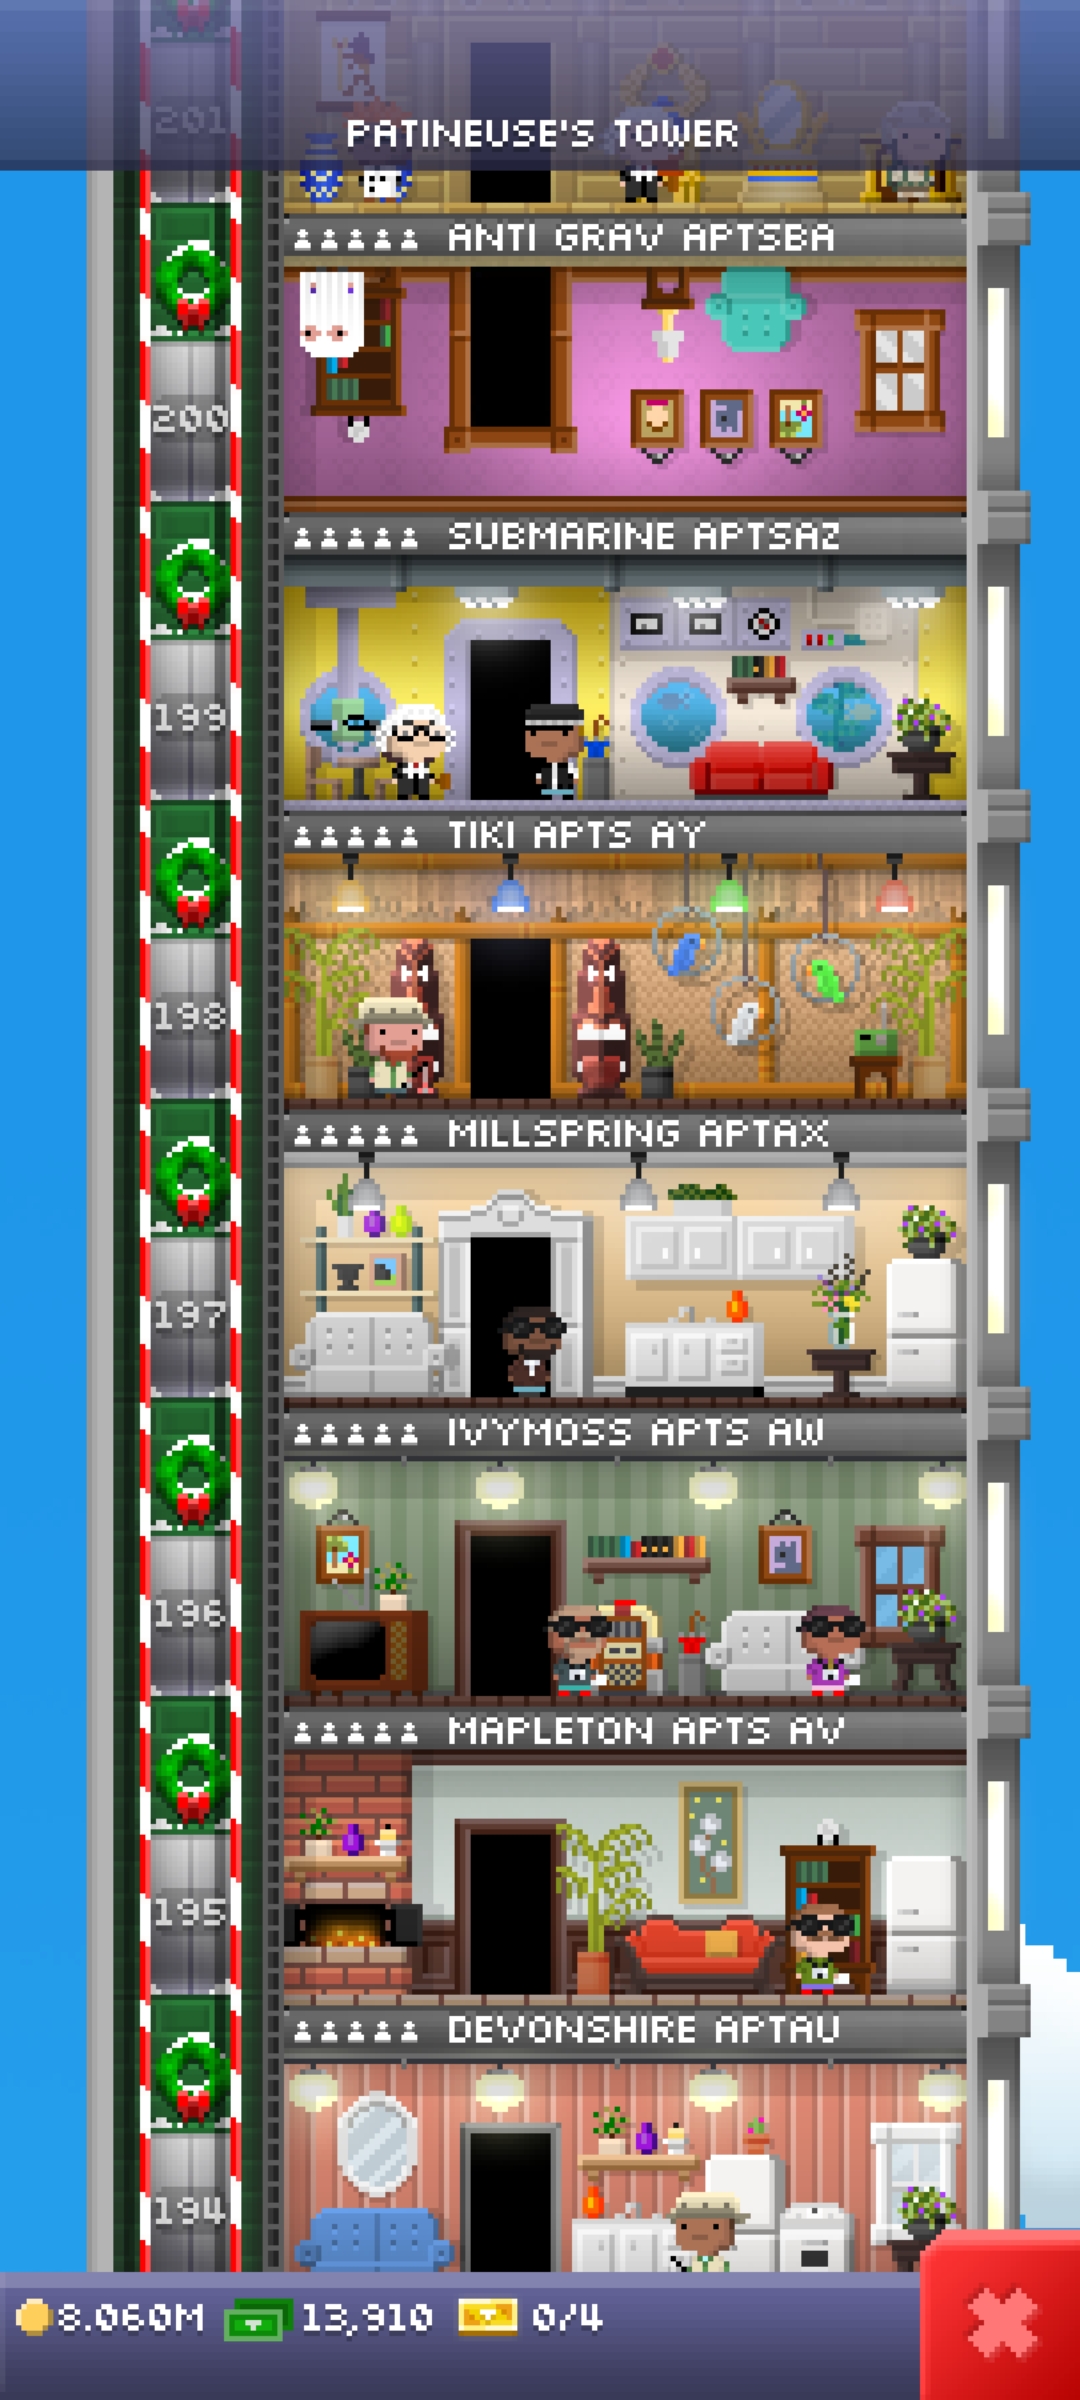 201
PATINEUSE'S TOWER
ANTI GRAV APTSBA
200
SUBMARINE APTSAZ
199
TIKI APTS AY
198
MILLSPRING APTAX
197
IVYMOSS APTS AW
196
MAPLETON APTS AV
195
DEVONSHIRE APTAU
194
8.060M 13,910 0/4